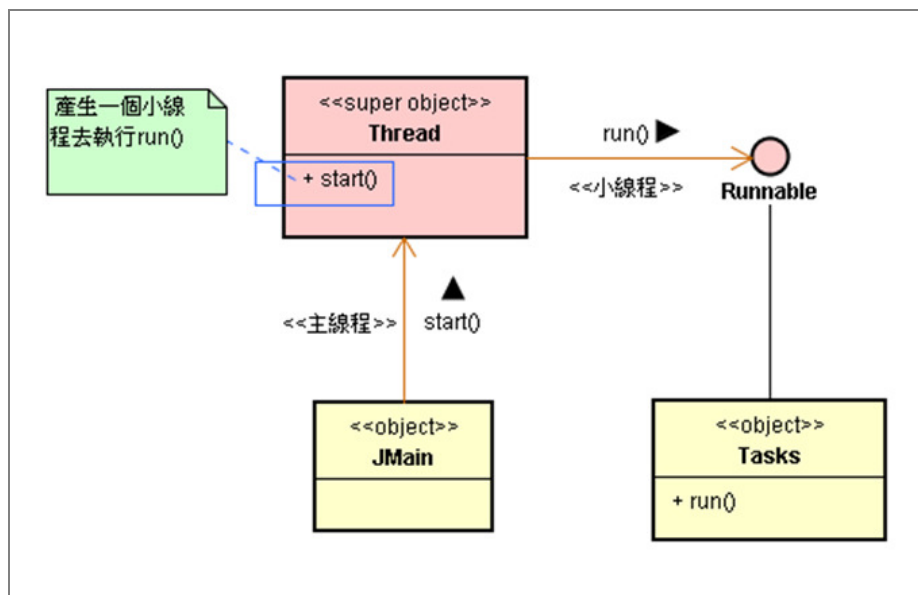 產生一個小線
程去執行run()
<<super object>>
Thread
+ start()
run() ▶
<<小線程>>
Runnable
<<主線程>>
▲
start()
<<object>>
JMain
<<object>>
Tasks
+ run()